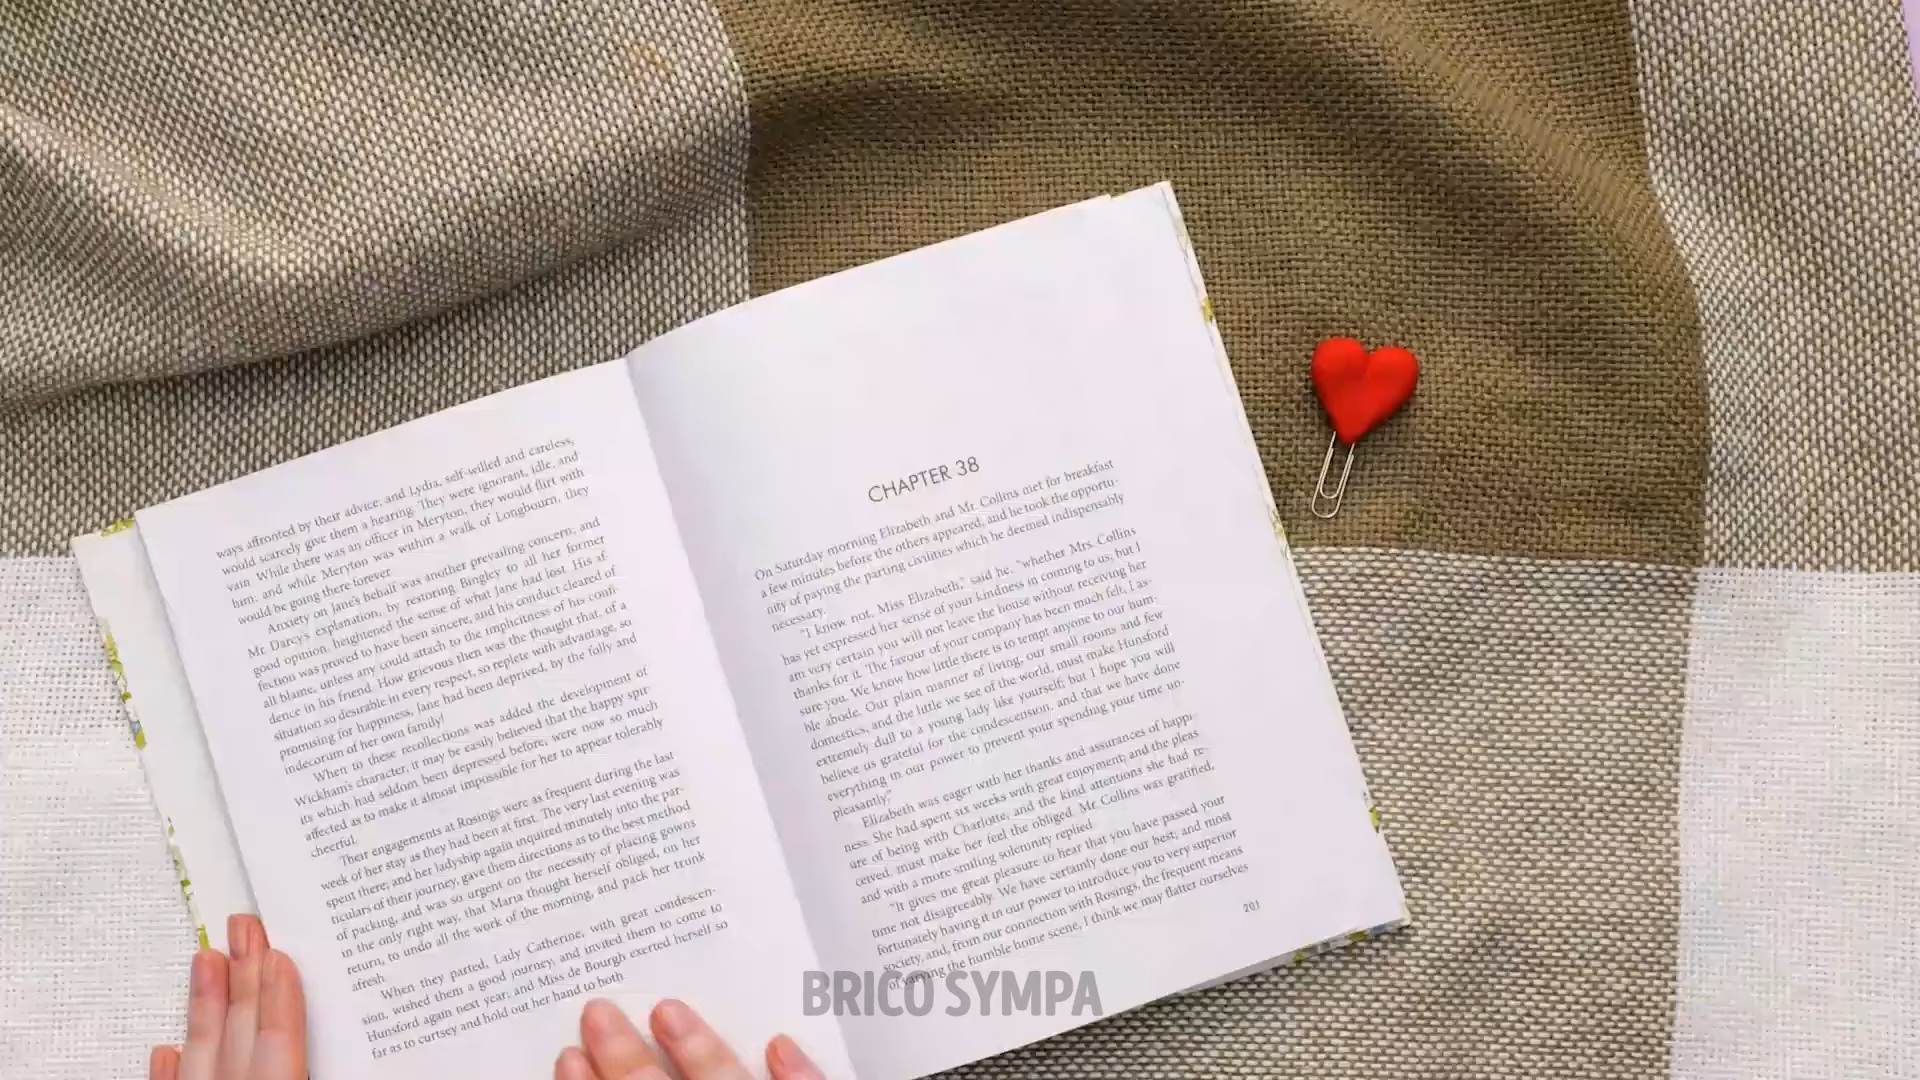 ways affronted by their advice, and Lydia, self-willed and careless,
would scarcely give them a hearing. They were ignorant, idle, and
vain. While there was an officer in Meryton, they would flirt with
him; and while Meryton was within a walk of Longbourn, they
would be going there forever.
Anxiety on Jane's behalf was another prevailing concern; and
Mr. Darcy's explanation, by restoring Bingley to all her former
good opinion, heightened the sense of what Jane had lost. His af-
fection was proved to have been sincere, and his conduct cleared of
all blame, unless any could attach to the implicitness of his confi-
dence in his friend. How grievous then was the thought that, of a
situation so desirable in every respect, so replete with advantage, so
promising for happiness, Jane had been deprived, by the folly and
indecorum of her own family!
When to these recollections was added the development of
Wickham's character, it may be easily believed that the happy spir-
its which had seldom been depressed before, were now so much
affected as to make it almost impossible for her to appear tolerably
cheerful.
Their engagements at Rosings were as frequent during the last
week of her stay as they had been at first. The very last evening was
spent there; and her ladyship again inquired minutely into the par-
ticulars of their journey, gave them directions as to the best method
of packing, and was so urgent on the necessity of placing gowns
in the only right way, that Maria thought herself obliged, on her
return, to undo all the work of the morning, and pack her trunk
afresh.
When they parted, Lady Catherine, with great condescen-
sion, wished them a good journey, and invited them to come to
Hunsford again next year; and Miss de Bourgh exerted herself so
far as to curtsey and hold out her hand to both
CHAPTER 38
On Saturday morning Elizabeth and Mr. Collins met for breakfast
a few minutes before the others appeared; and he took the opportu-
nity of paying the parting civilities which he deemed indispensably
necessary.
"I know not, Miss Elizabeth," said he, "whether Mrs. Collins
has yet expressed her sense of your kindness in coming to us; but I
am very certain you will not leave the house without receiving her
thanks for it. The favour of your company has been much felt, I as-
sure you. We know how little there is to tempt anyone to our hum-
ble abode. Our plain manner of living, our small rooms and few
domestics, and the little we see of the world, must make Hunsford
extremely dull to a young lady like yourself; but I hope you will
believe us grateful for the condescension, and that we have done
everything in our power to prevent your spending your time un-
pleasantly."
Elizabeth was eager with her thanks and assurances of happi-
ness. She had spent six weeks with great enjoyment; and the pleas-
ure of being with Charlotte, and the kind attentions she had re-
ceived, must make her feel the obliged. Mr. Collins was gratified,
and with a more smiling solemnity replied
"It gives me great pleasure to hear that you have passed your
time not disagreeably. We have certainly done our best; and most
fortunately having it in our power to introduce you to very superior
society, and, from our connection with Rosings, the frequent means
of varying the humble home scene, I think we may flatter ourselves
201
BRICO SYMPA